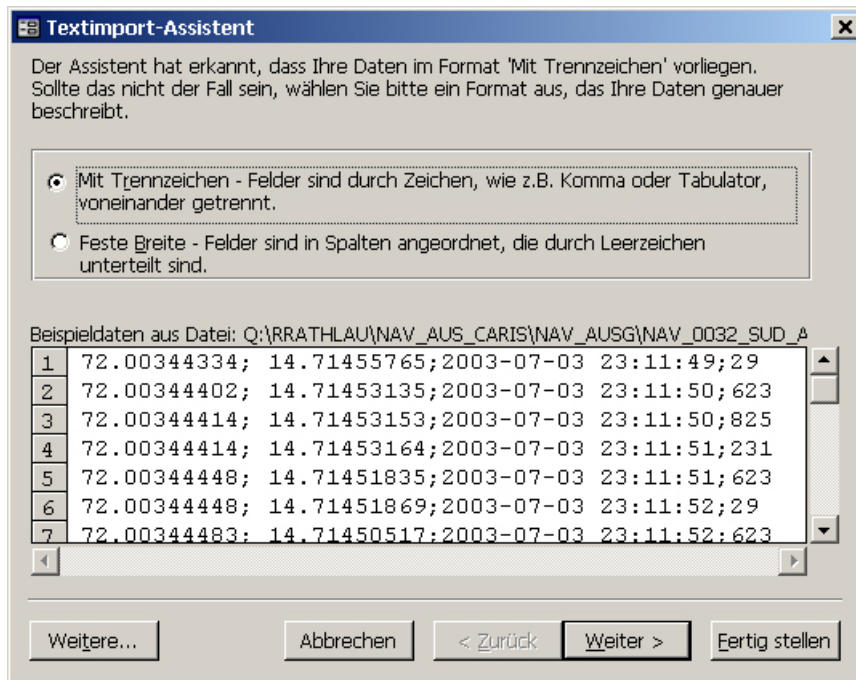 Textimport-Assistent
Der Assistent hat erkannt, dass Ihre Daten im Format 'Mit Trennzeichen' vorliegen.
Sollte das nicht der Fall sein, wählen Sie bitte ein Format aus, das Ihre Daten genauer
beschreibt.
Mit Trennzeichen - Felder sind durch Zeichen, wie z.B. Komma oder Tabulator,
voneinander getrennt.
Feste Breite - Felder sind in Spalten angeordnet, die durch Leerzeichen
unterteilt sind.
Beispieldaten aus Datei: Q:\RRATHLAU\NAV_AUS_CARIS\NAV_AUSG\NAV_0032_SUD_A
1 72.00344334; 14.71455765;2003-07-03 23:11:49;29
2 72.00344402; 14.71453135;2003-07-03 23:11:50;623
3 72.00344414; 14.71453153;2003-07-03 23:11:50;825
4 72.00344414; 14.71453164;2003-07-03 23:11:51;231
5 72.00344448; 14.71451835;2003-07-03 23:11:51;623
6 72.00344448; 14.71451869;2003-07-03 23:11:52;29
7 72.00344483; 14.71450517;2003-07-03 23:11:52;623
Weitere... Abbrechen < Zurück Weiter > Fertig stellen